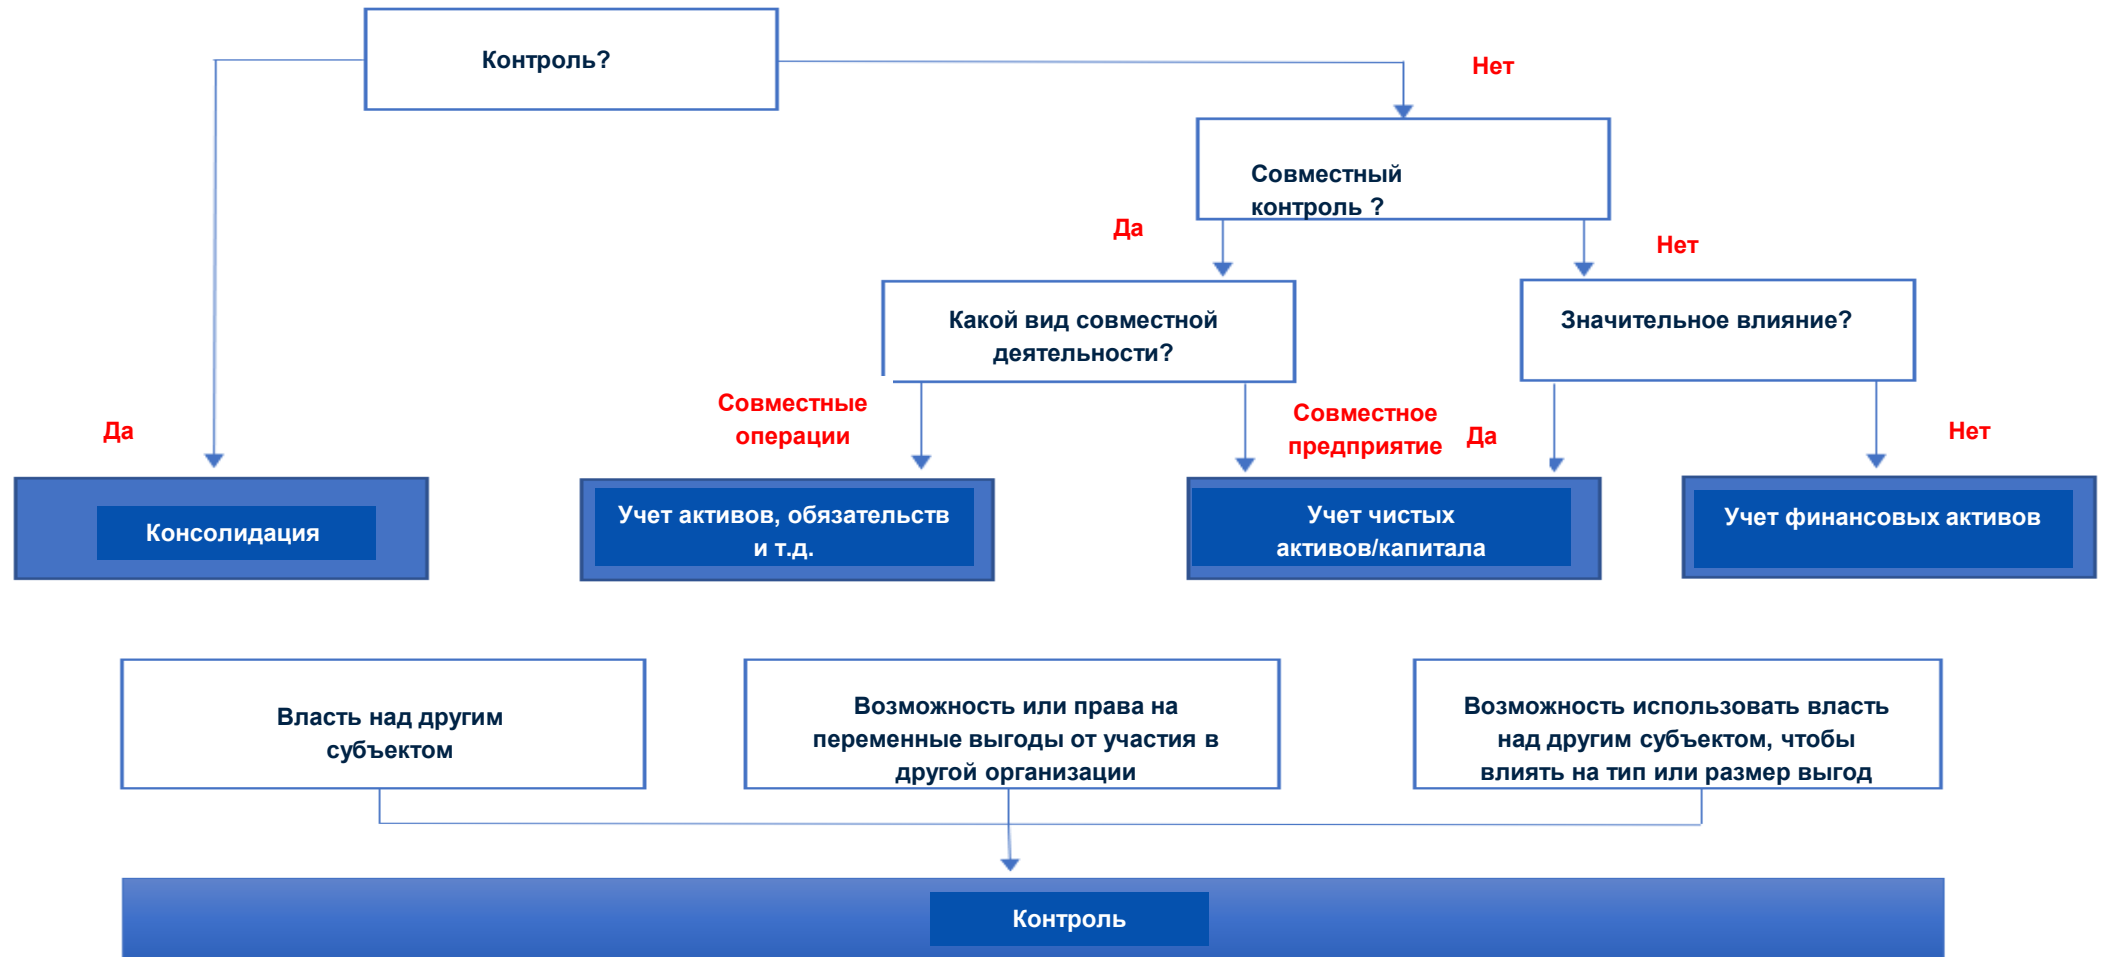 Контроль?
Нет
Совместный
контроль ?
Да
Нет
Какой вид совместной
деятельности?
Значительное влияние?
Совместные
операции
Совместное
предприятие
Да
Да
Нет
Консолидация
Учет активов, обязательств
и т.д.
Учет чистых
активов/капитала
Учет финансовых активов
Власть над другим
субъектом
Возможность или права на
переменные выгоды от участия в
другой организации
Возможность использовать власть
над другим субъектом, чтобы
влиять на тип или размер выгод
Контроль